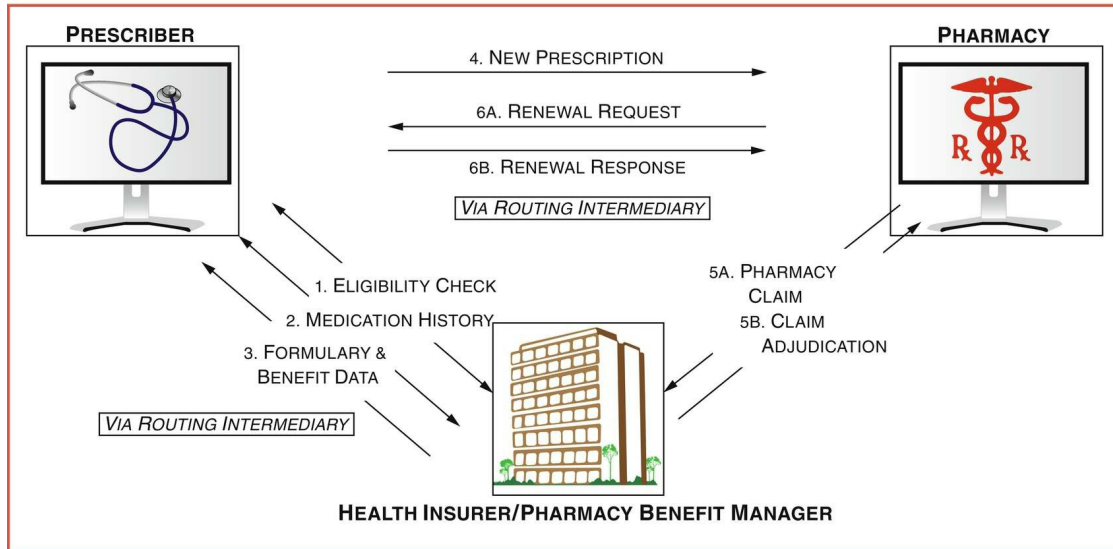 PRESCRIBER
PHARMACY
4. NEW PRESCRIPTION
6A. RENEWAL REQUEST
6B. RENEWAL RESPONSE
VIA ROUTING INTERMEDIARY
Rx Rx
1. ELIGIBILITY CHECK
2. MEDICATION HISTORY
3. FORMULARY &
BENEFIT DATA
VIA ROUTING INTERMEDIARY
5A. PHARMACY
CLAIM
5B. CLAIM
ADJUDICATION
HEALTH INSURER/PHARMACY BENEFIT MANAGER